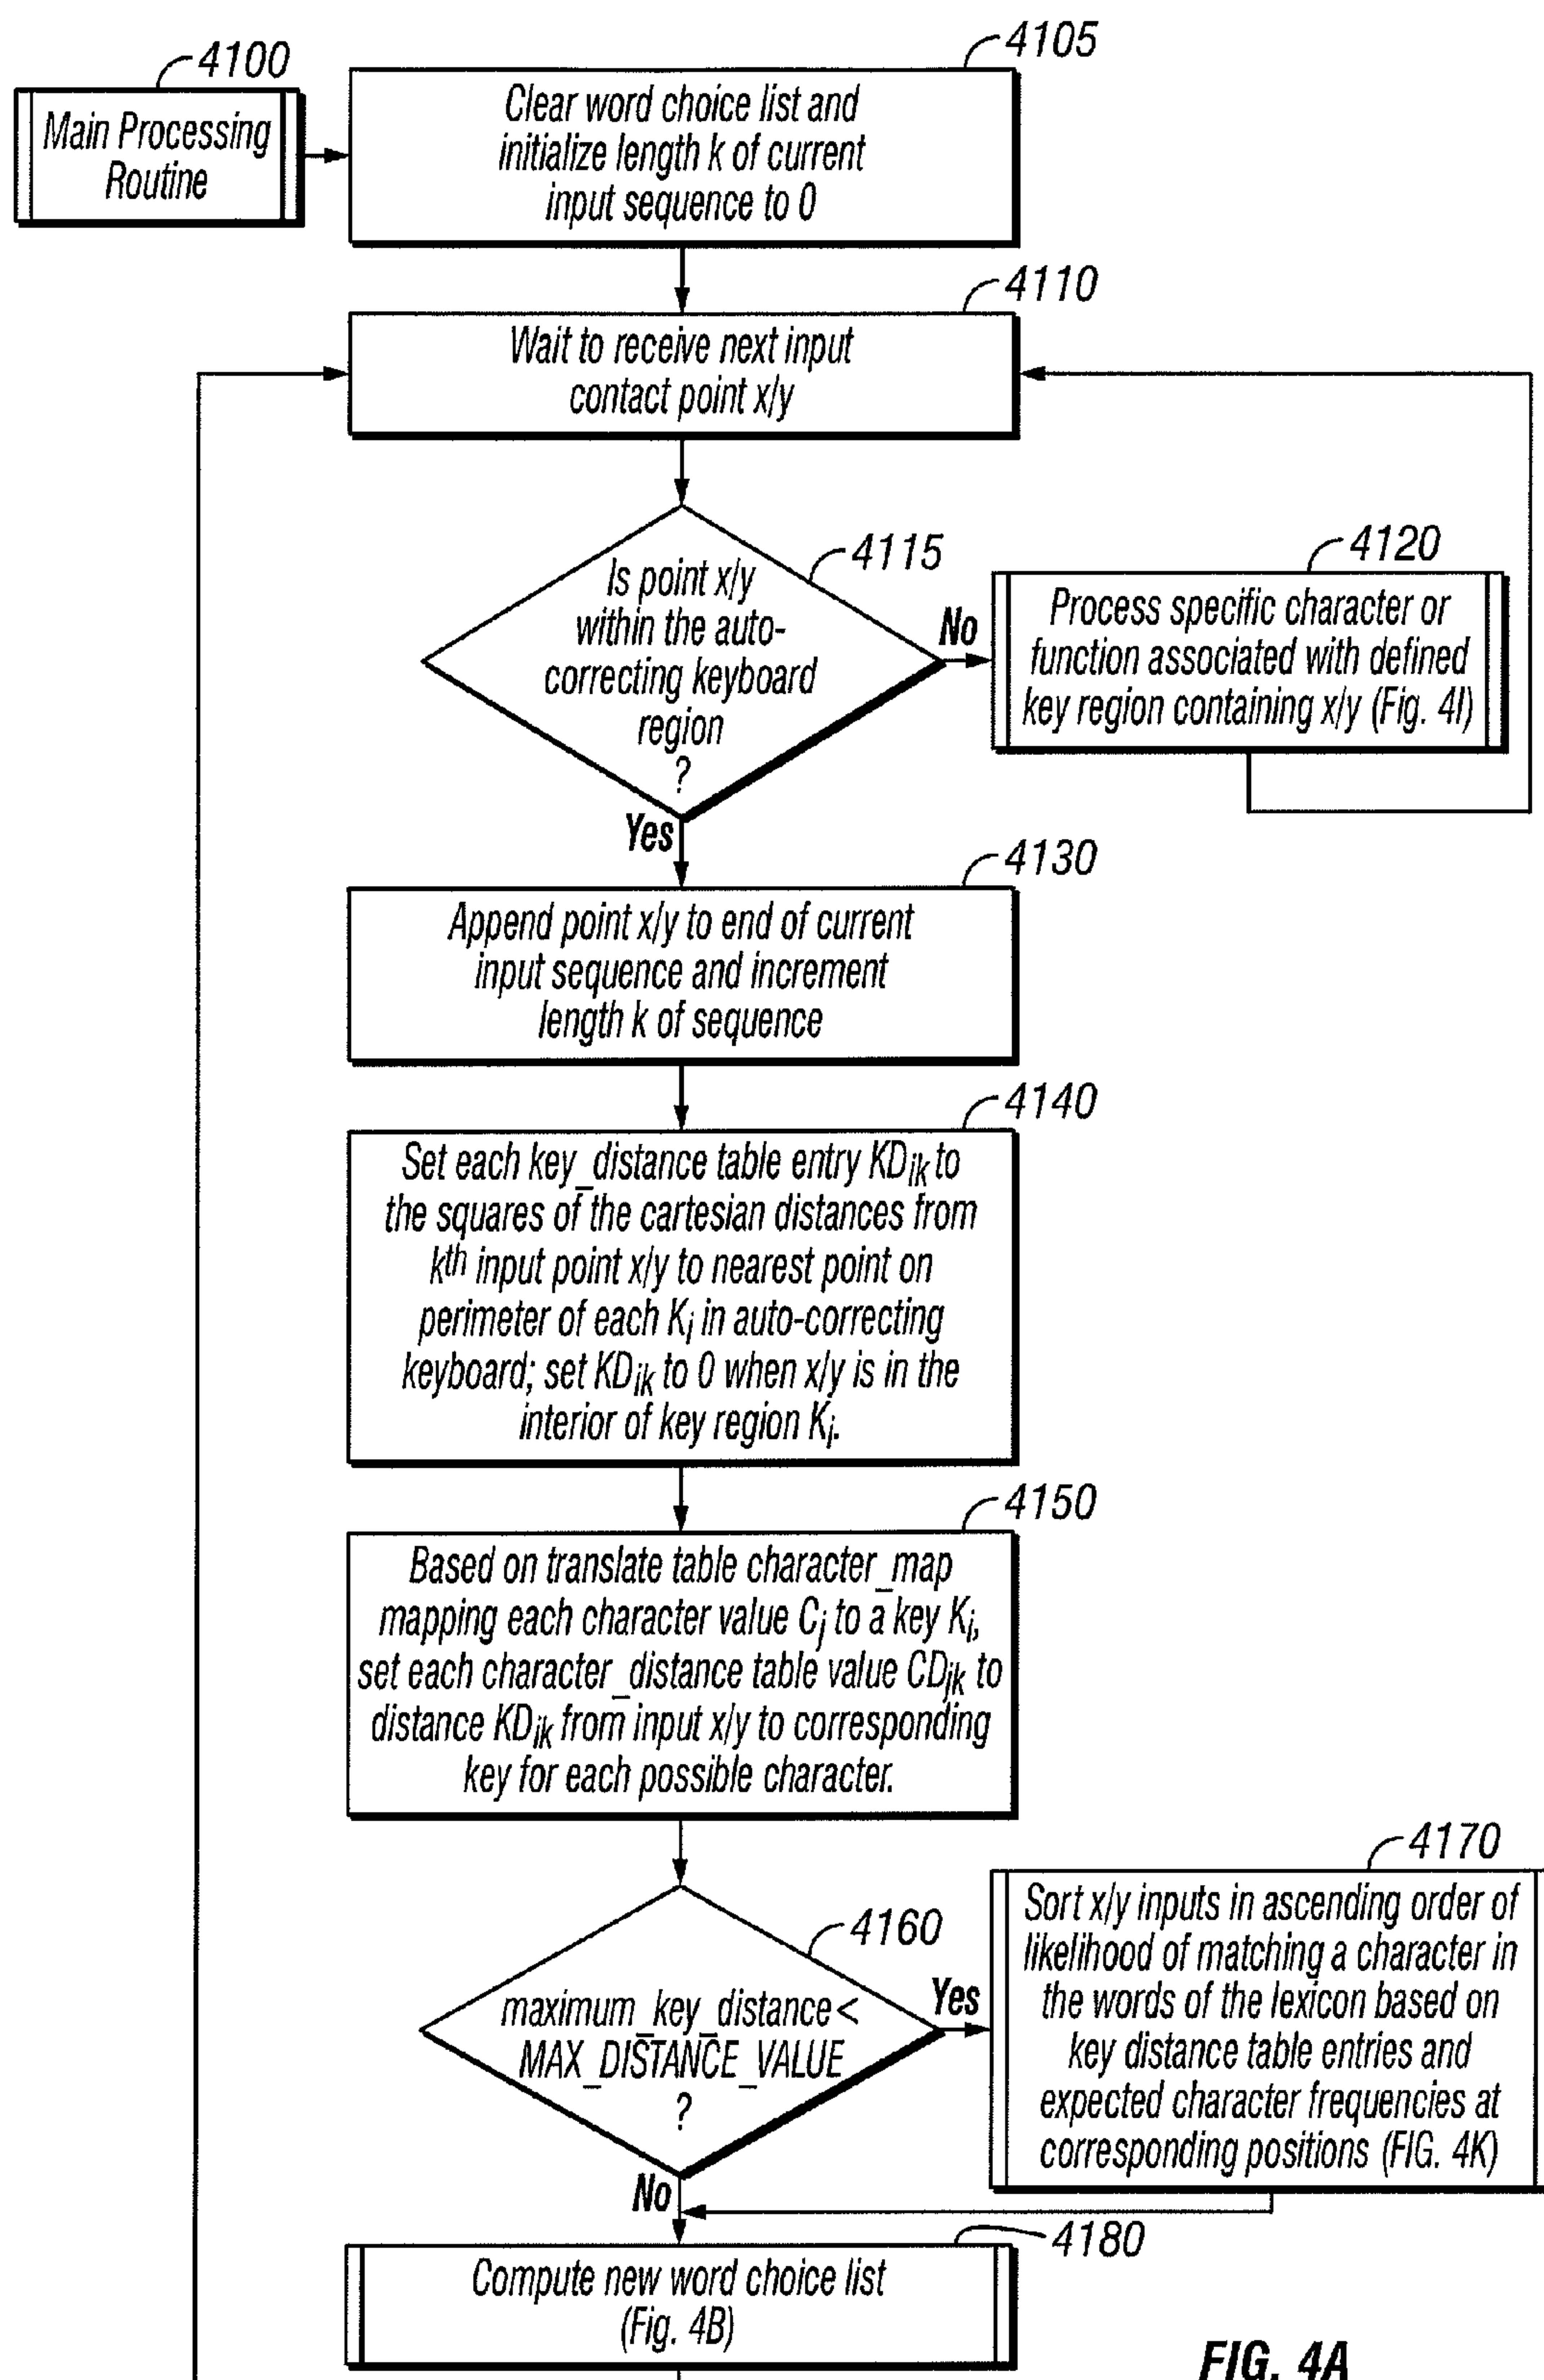 4100
Main Processing
Routine
4105
Clear word choice list and
initialize length k of current
input sequence to 0
4110
Wait to receive next input
contact point x/y
4115
Is point x/y
within the auto-
correcting keyboard
region
?
No
Yes
4120
Process specific character or
function associated with defined
key region containing x/y (Fig. 4I)
4130
Append point x/y to end of current
input sequence and increment
length k of sequence
4140
Set each key_distance table entry KDik to
the squares of the cartesian distances from
kth input point x/y to nearest point on
perimeter of each Ki in auto-correcting
keyboard; set KDik to 0 when x/y is in the
interior of key region Ki.
4150
Based on translate table character_map
mapping each character value Cj to a key Ki,
set each character_distance table value CDjk to
distance KDik from input x/y to corresponding
key for each possible character.
4160
maximum_key_distance <
MAX_DISTANCE_VALUE
?
Yes
No
4170
Sort x/y inputs in ascending order of
likelihood of matching a character in
the words of the lexicon based on
key distance table entries and
expected character frequencies at
corresponding positions (FIG. 4K)
4180
Compute new word choice list
(Fig. 4B)
FIG. 4A